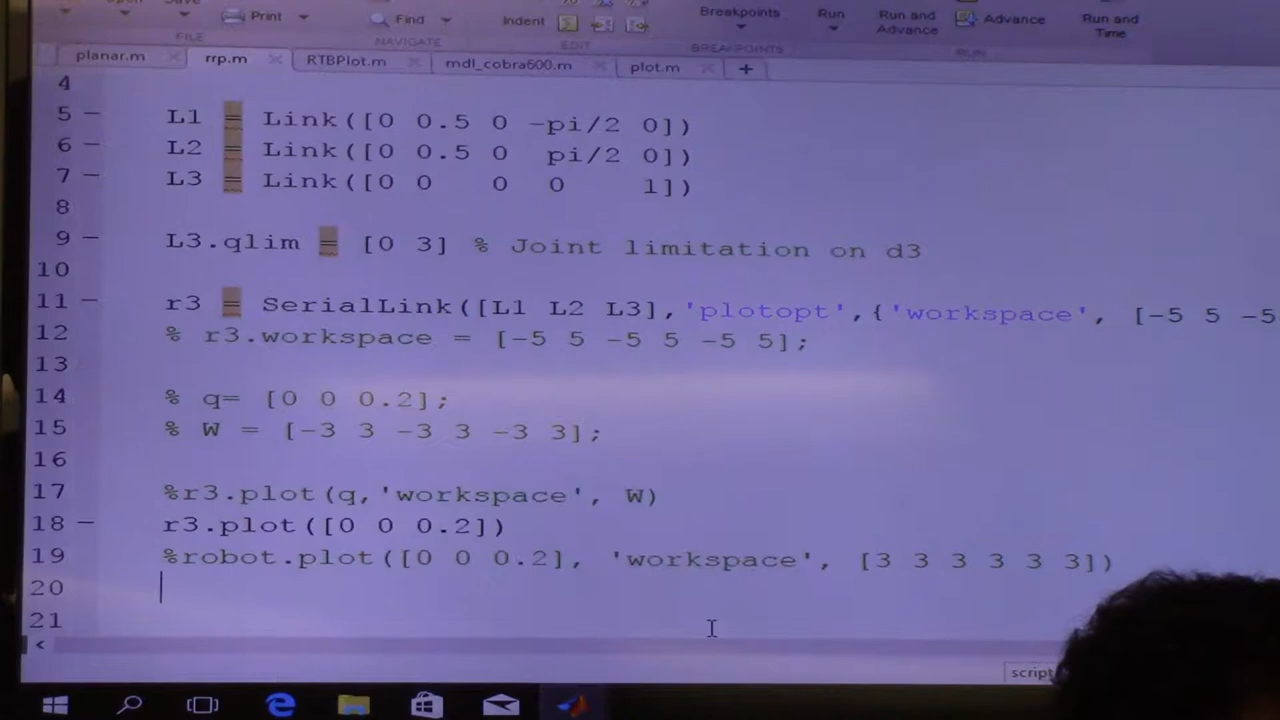 Print
Find
Indent
Breakpoints
Run
Run and
Advance
Advance
Run and
Time
FILE
NAVIGATE
EDIT
BREAKPOINTS
RUN
planar.m
rrp.m
RTBPlot.m
mdl_cobra600.m
plot.m
4
5 — L1 = Link([0 0.5 0 -pi/2 0])
6 — L2 = Link([0 0.5 0 pi/2 0])
7 — L3 = Link([0 0 0 0 1])
8
9 — L3.qlim = [0 3] % Joint limitation on d3
10
11 — r3 = SerialLink([L1 L2 L3],'plotopt',{'workspace', [-5 5 -5
12 % r3.workspace = [-5 5 -5 5 -5 5];
13
14 % q= [0 0 0.2];
15 % W = [-3 3 -3 3 -3 3];
16
17 %r3.plot(q,'workspace', W)
18 — r3.plot([0 0 0.2])
19 %robot.plot([0 0 0.2], 'workspace', [3 3 3 3 3 3])
20
21
script